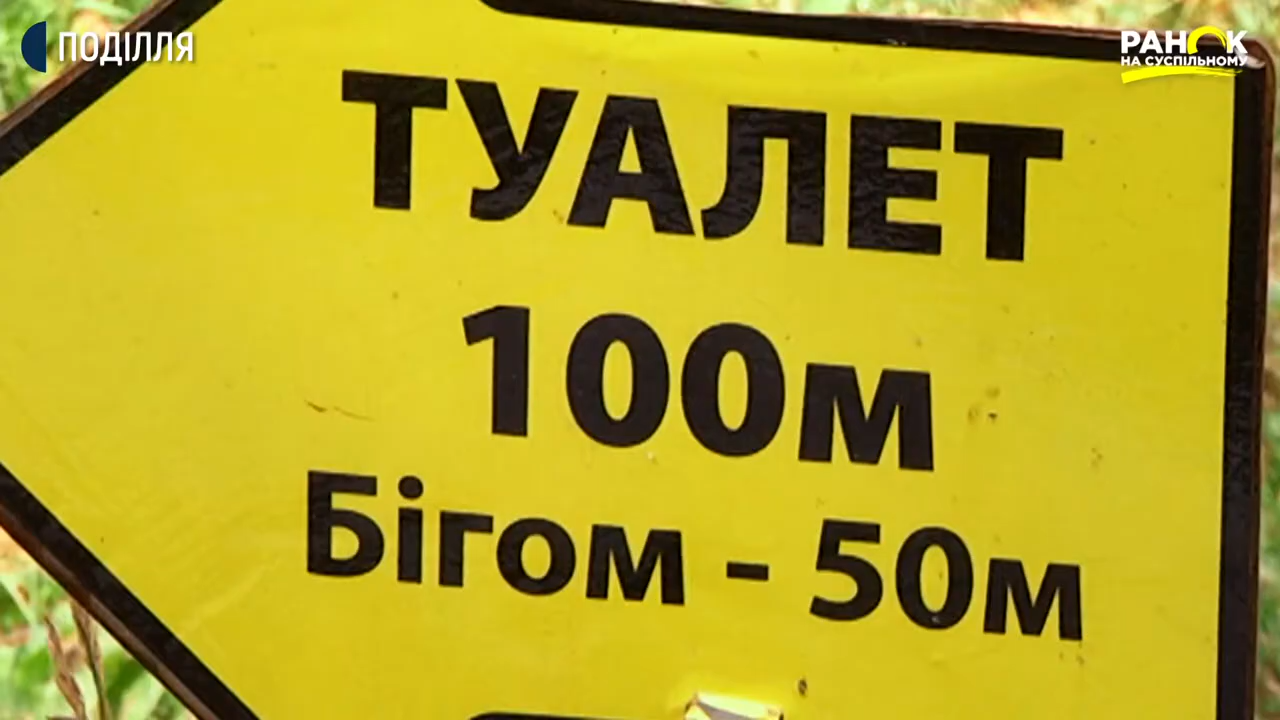 ПОДІЛЛЯ
РАНОК
НА СУСПІЛЬНОМУ
ТУАЛЕТ
100м
Бігом - 50м